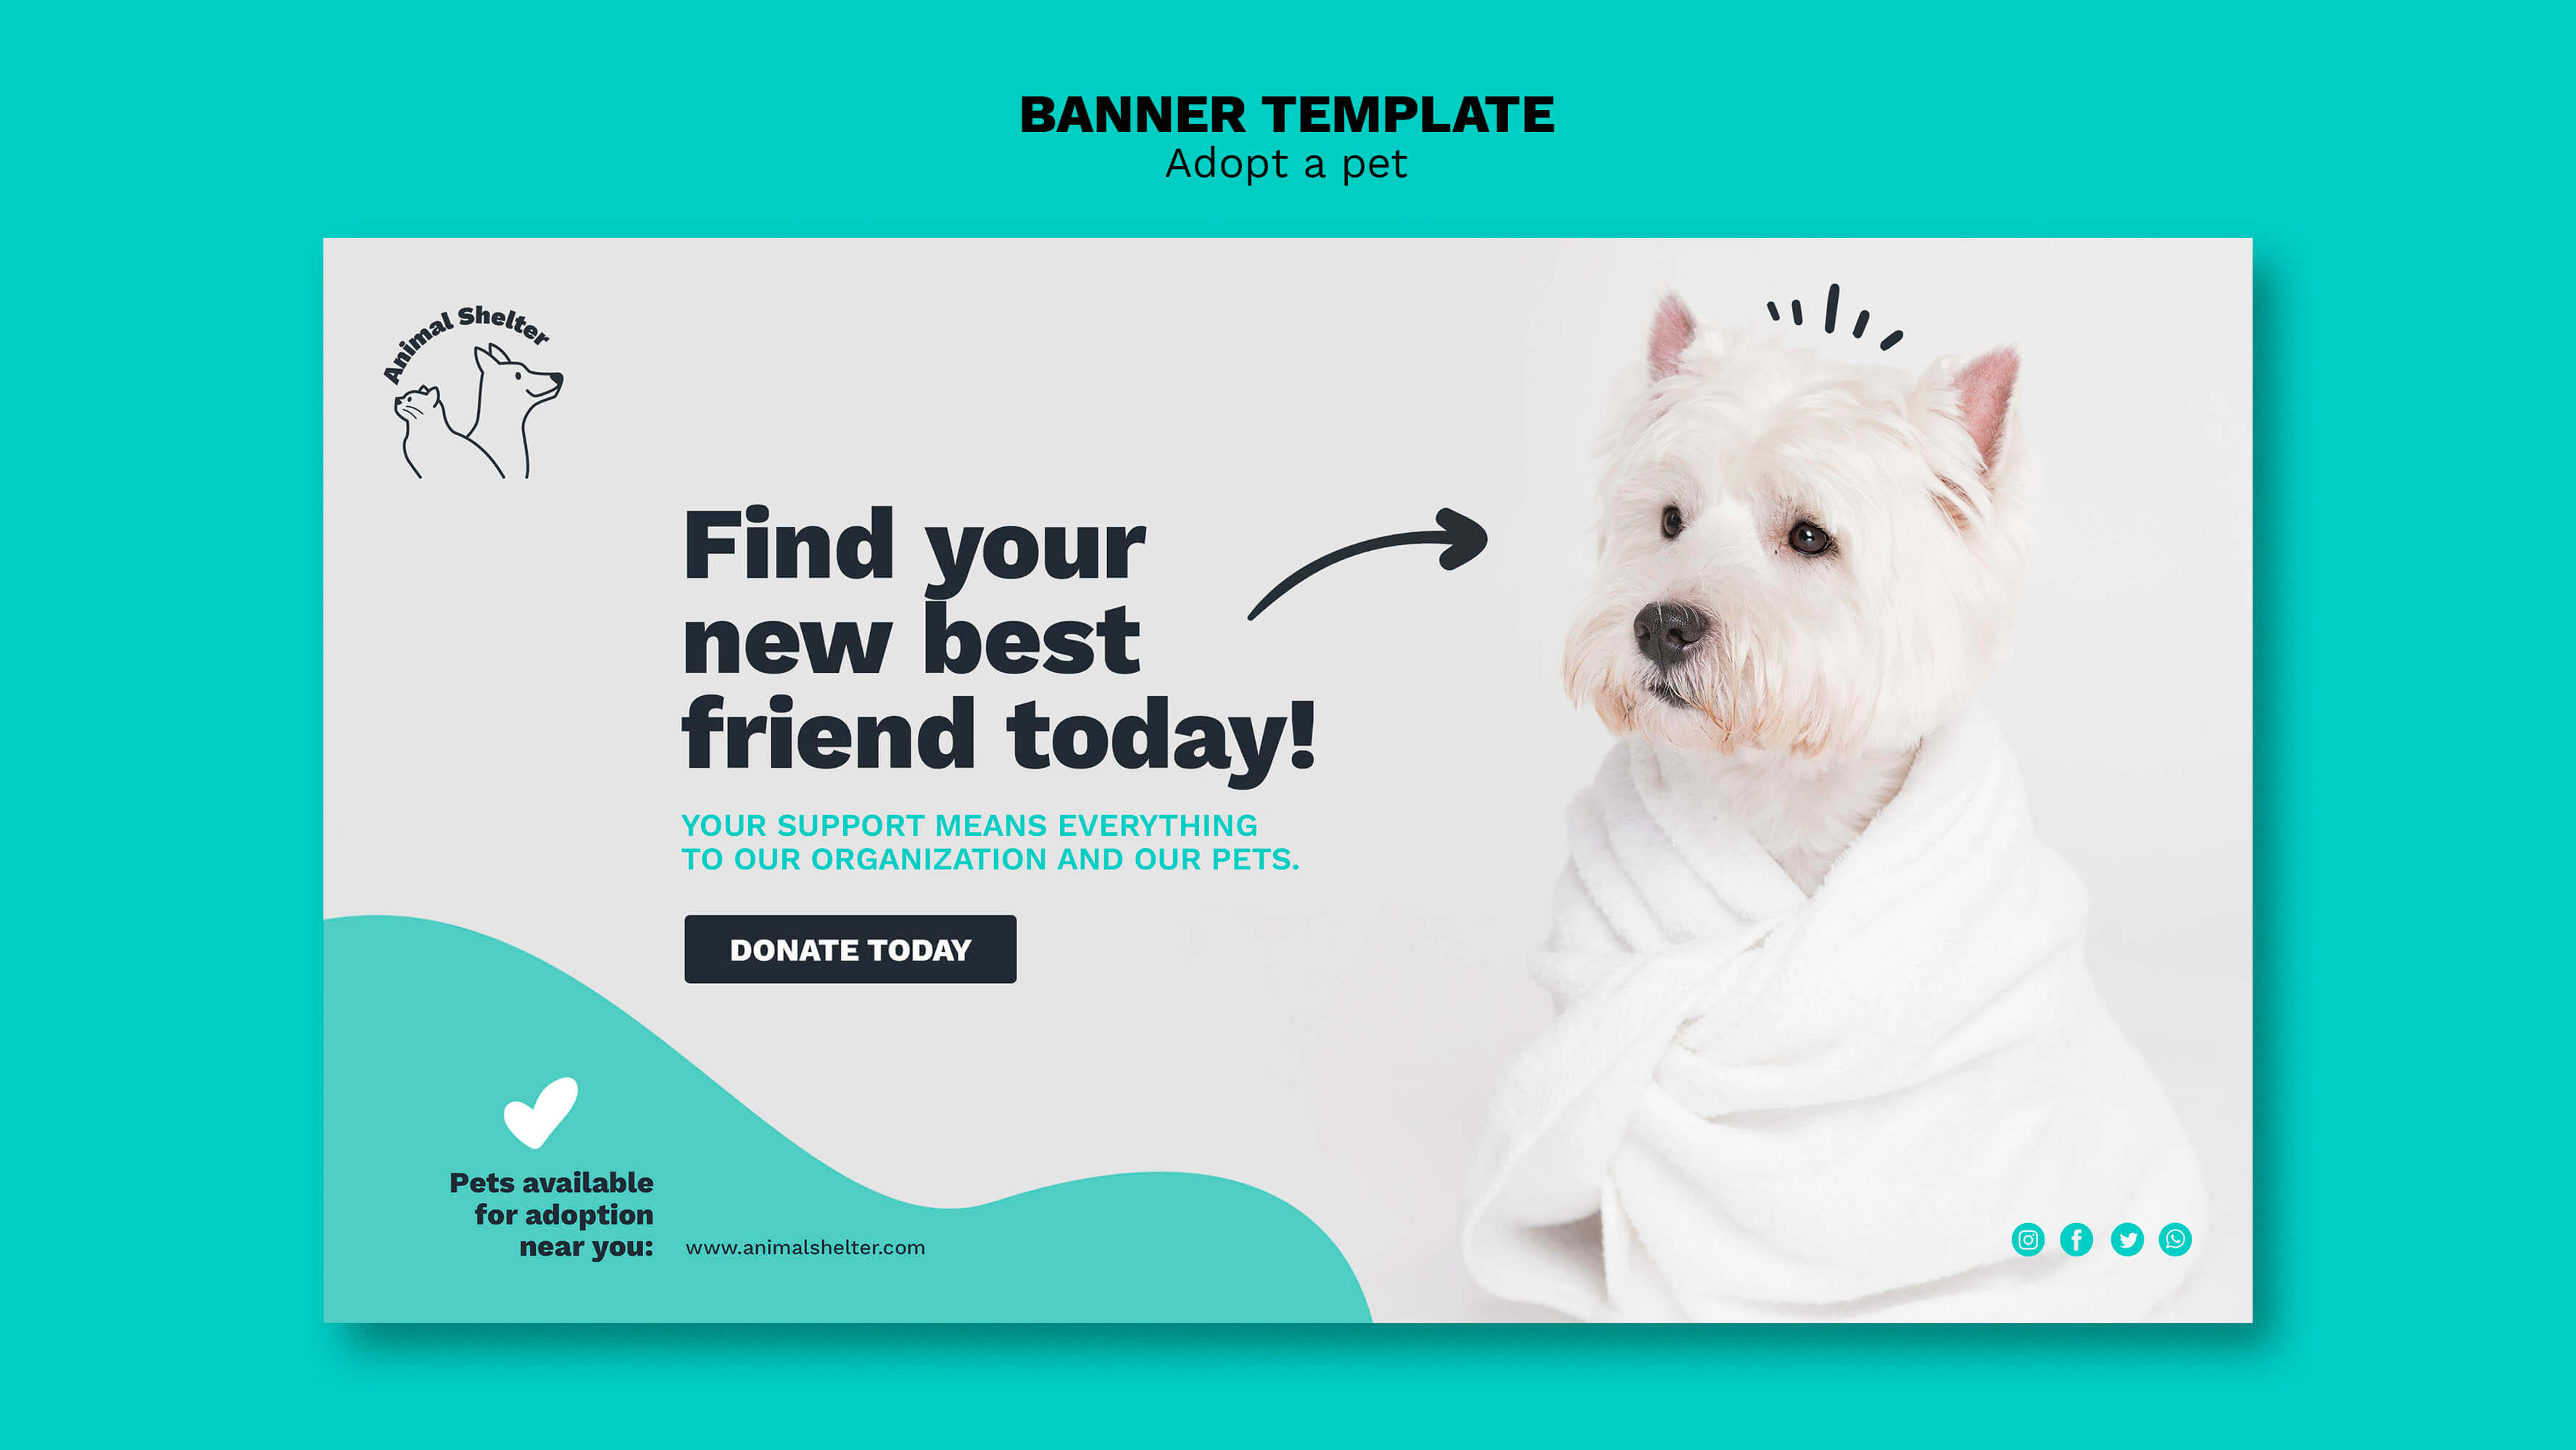 BANNER TEMPLATE
Adopt a pet
Animal Shelter
Find your
new best
friend today!
YOUR SUPPORT MEANS EVERYTHING
TO OUR ORGANIZATION AND OUR PETS.
DONATE TODAY
Pets available
for adoption
near you:
www.animalshelter.com